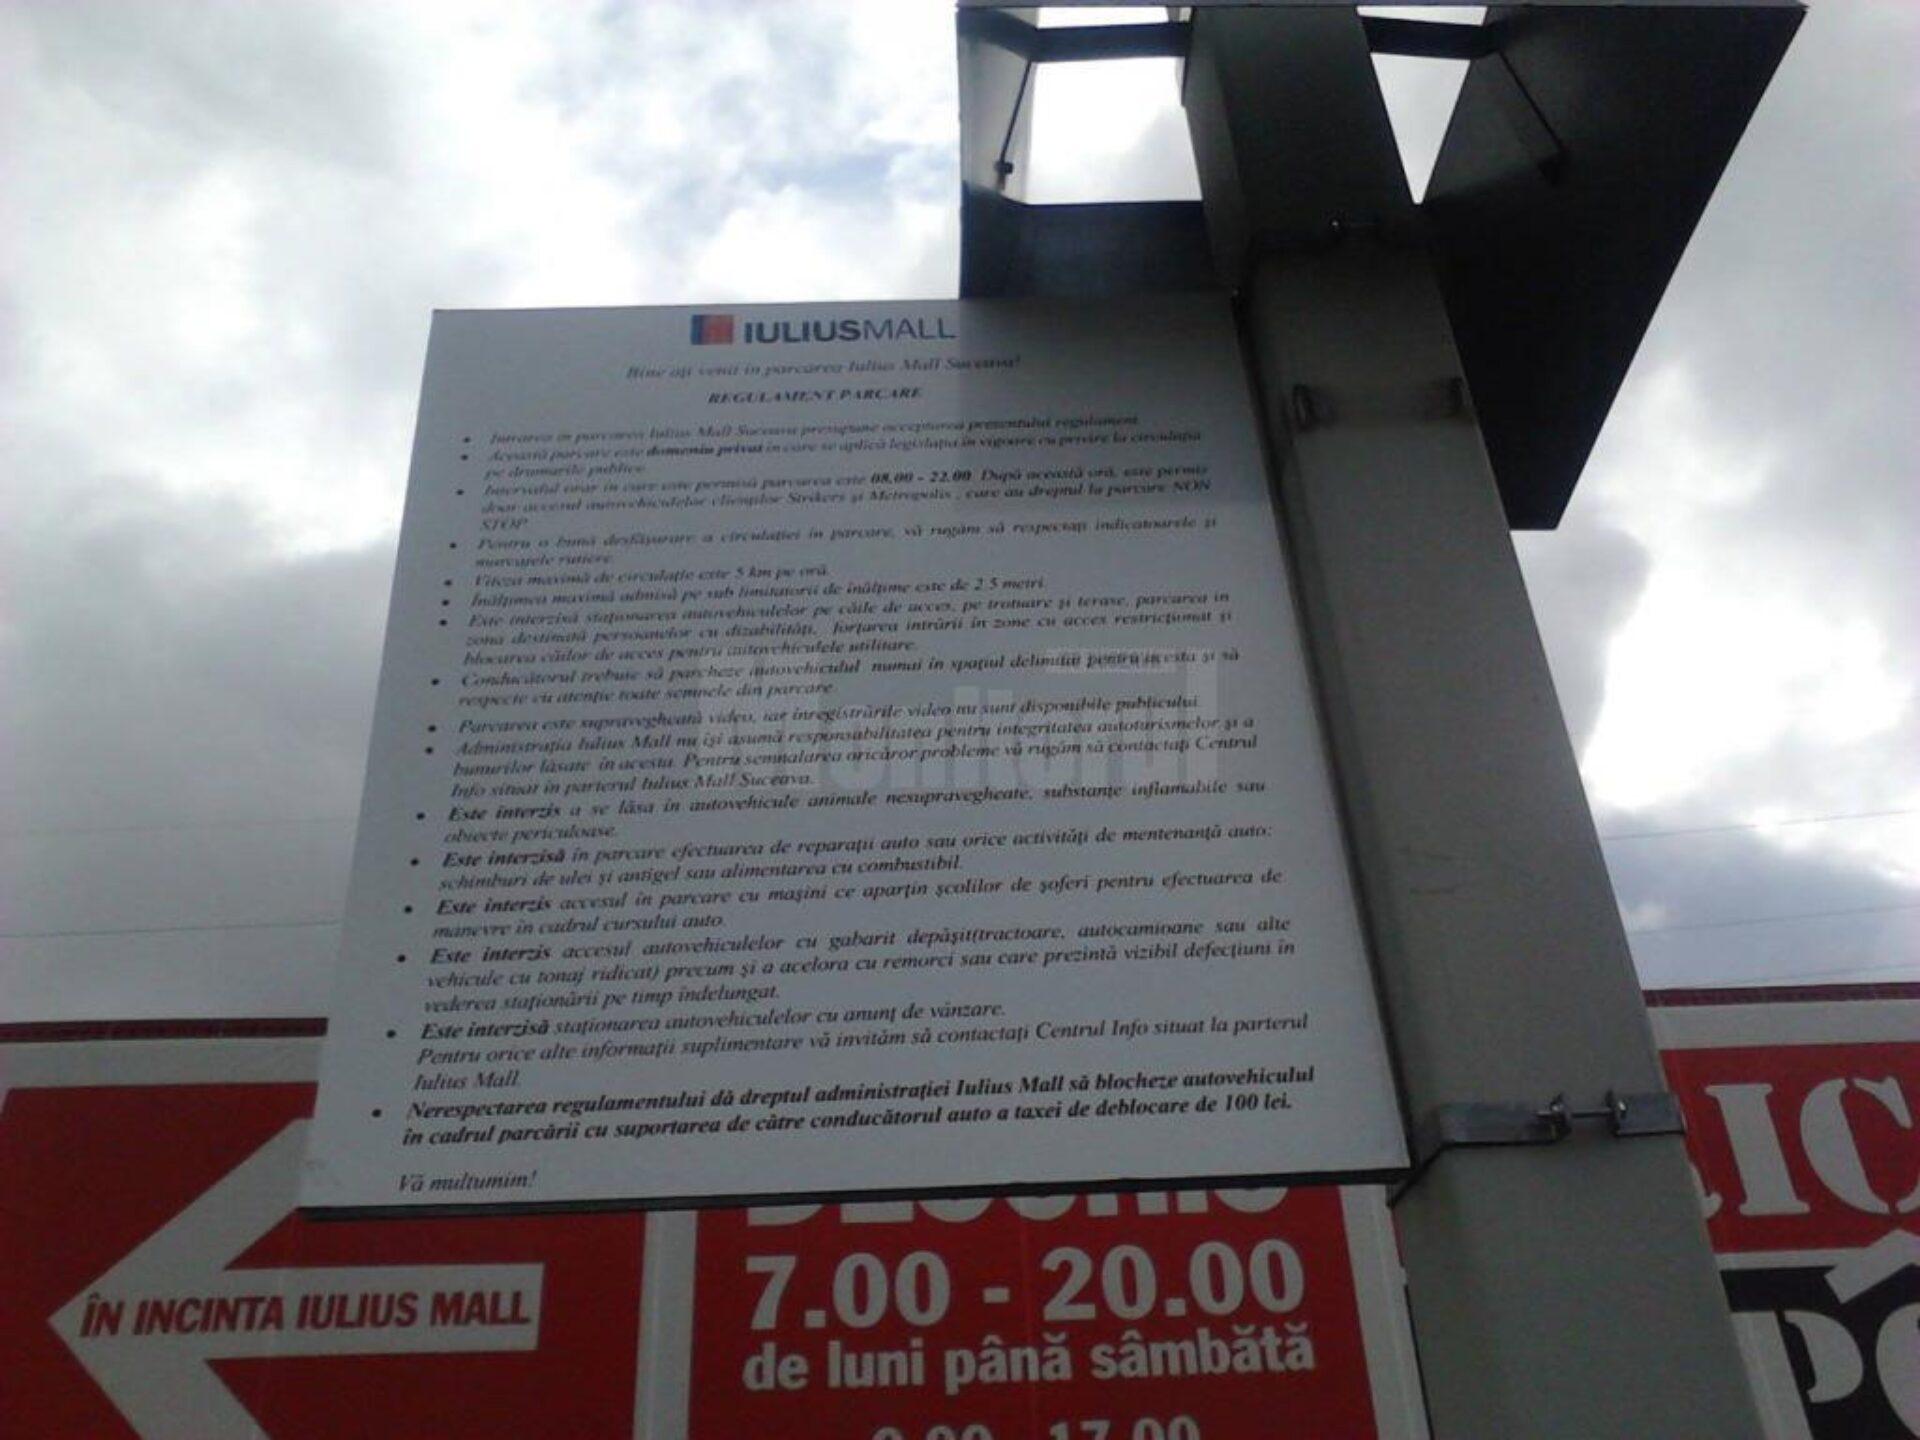 IULIUSMALL
Bine ați venit în parcarea Iulius Mall Suceava!
REGULAMENT PARCARE
• Intrarea în parcarea Iulius Mall Suceava presupune acceptarea prezentului regulament.
• Această parcare este domeniu privat în care se aplică legislația în vigoare cu privire la circulația
pe drumurile publice.
• Intervalul orar în care este permisă parcarea este 08.00 - 22.00. După această oră, este permis
doar accesul autovehiculelor clienților Strikers și Metropolis , care au dreptul la parcare NON
STOP.
• Pentru o bună desfășurare a circulației în parcare, vă rugăm să respectați indicatoarele și
marcajele rutiere.
• Viteza maximă de circulație este 5 km pe oră.
• Înălțimea maximă admisă pe sub limitatorii de înălțime este de 2.5 metri.
• Este interzisă staționarea autovehiculelor pe căile de acces, pe trotuare și terase, parcarea in
zona destinată persoanelor cu dizabilități, forțarea intrării în zone cu acces restricționat și
blocarea căilor de acces pentru autovehiculele utilitare.
• Conducătorul trebuie să parcheze autovehiculul numai în spațiul delimitat pentru acesta și să
respecte cu atenție toate semnele din parcare.
• Parcarea este supravegheată video, iar înregistrările video nu sunt disponibile publicului.
• Administrația Iulius Mall nu își asumă responsabilitatea pentru integritatea autoturismelor și a
bunurilor lăsate în acesta. Pentru semnalarea oricăror probleme vă rugăm să contactați Centrul
Info situat în parterul Iulius Mall Suceava.
• Este interzis a se lăsa în autovehicule animale nesupravegheate, substanțe inflamabile sau
obiecte periculoase.
• Este interzisă în parcare efectuarea de reparații auto sau orice activități de mentenanță auto:
schimburi de ulei și antigel sau alimentarea cu combustibil.
• Este interzis accesul în parcare cu mașini ce aparțin școlilor de șoferi pentru efectuarea de
manevre în cadrul cursului auto.
• Este interzis accesul autovehiculelor cu gabarit depășit(tractoare, autocamioane sau alte
vehicule cu tonaj ridicat) precum și a acelora cu remorci sau care prezintă vizibil defecțiuni în
vederea staționării pe timp îndelungat.
• Este interzisă staționarea autovehiculelor cu anunț de vânzare.
Pentru orice alte informații suplimentare vă invităm să contactați Centrul Info situat la parterul
Iulius Mall.
• Nerespectarea regulamentului dă dreptul administrației Iulius Mall să blocheze autovehiculul
în cadrul parcării cu suportarea de către conducătorul auto a taxei de deblocare de 100 lei.
Vă multumim!
ÎN INCINTA IULIUS MALL
7.00 - 20.00
de luni până sâmbătă